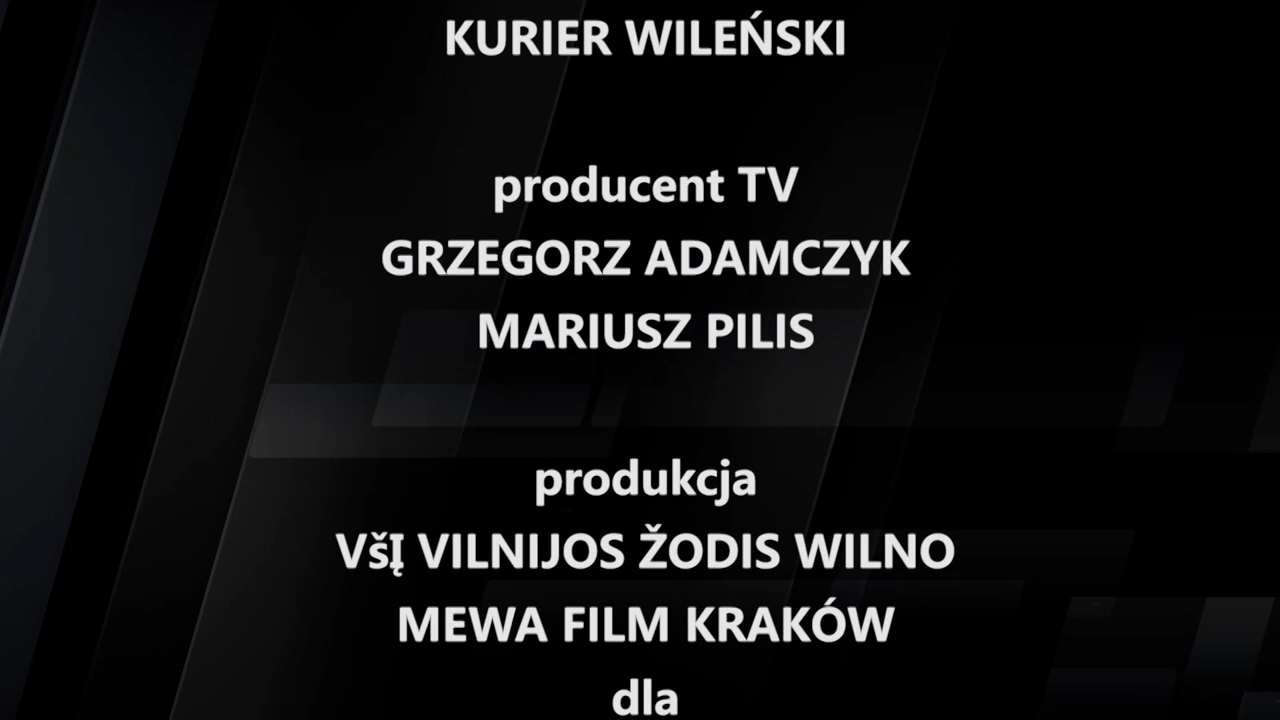 KURIER WILEŃSKI
producent TV
GRZEGORZ ADAMCZYK
MARIUSZ PILIS
produkcja
VšĮ VILNIJOS ŽODIS WILNO
MEWA FILM KRAKÓW
dla